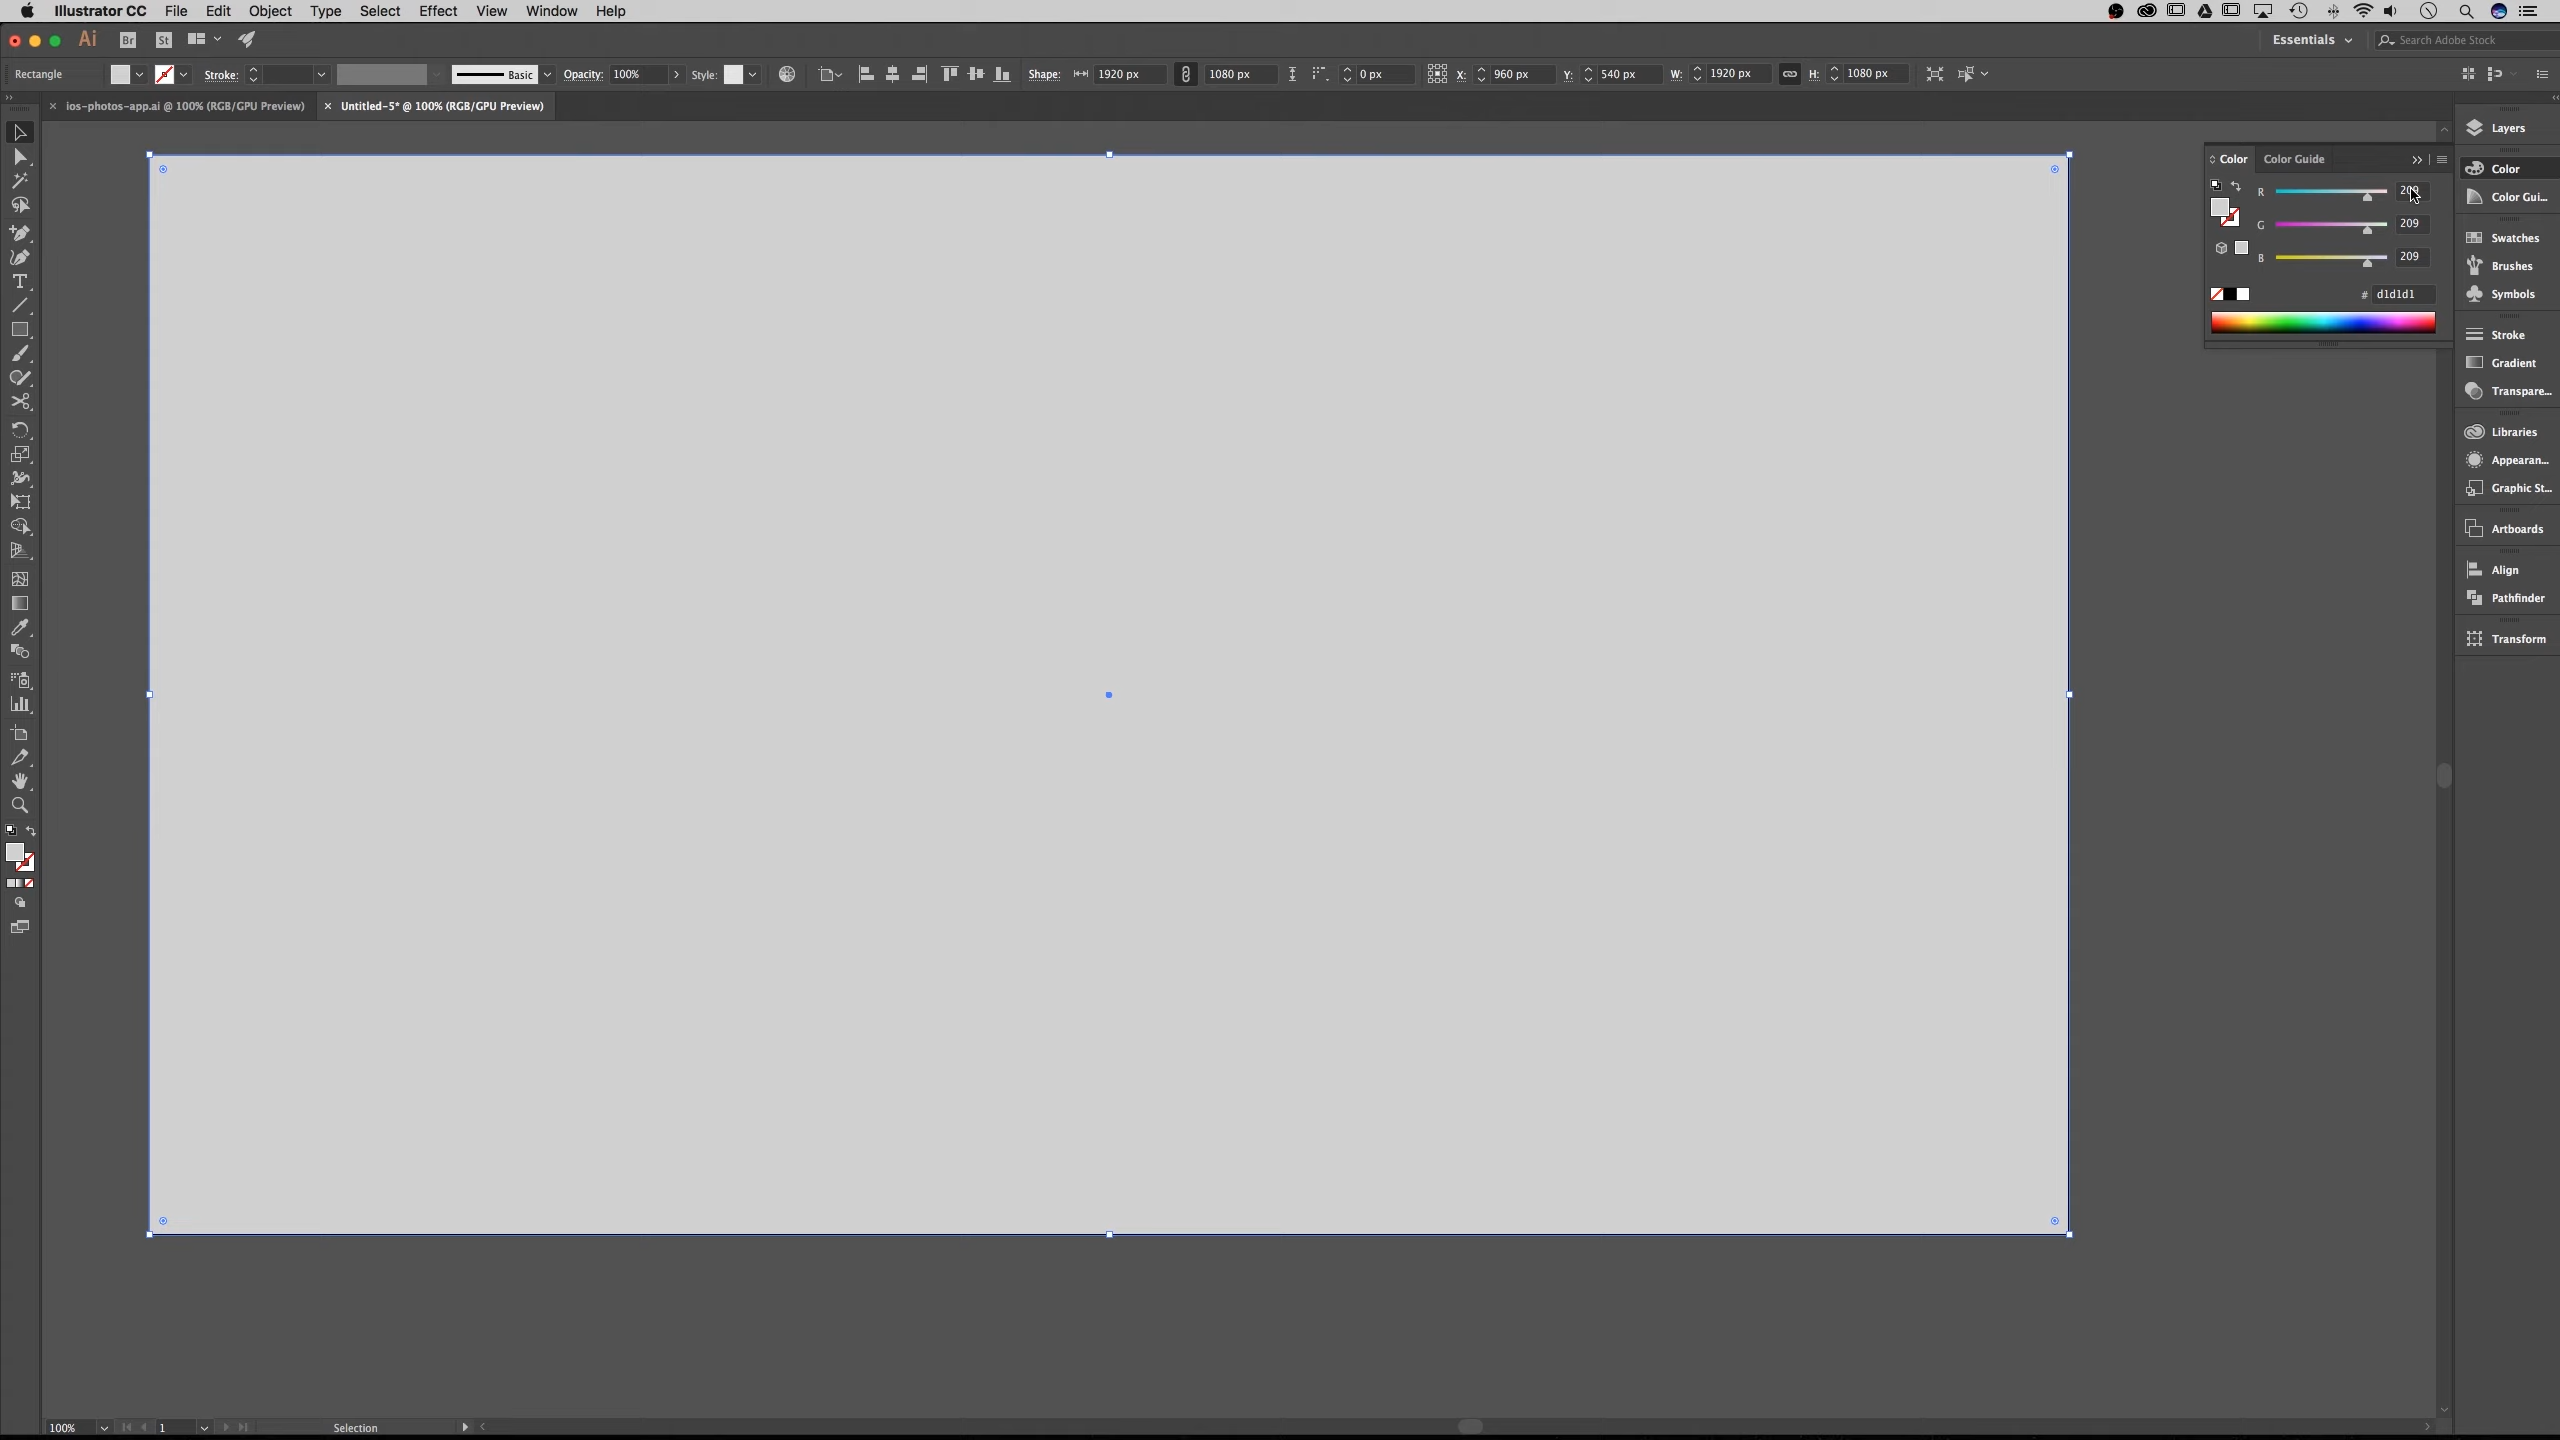 Illustrator CC File Edit Object Type Select Effect View Window Help
Ai Br St Essentials Search Adobe Stock
Rectangle Stroke: Basic Opacity: 100% Style: Shape: 1920 px 1080 px 0 px X: 960 px Y: 540 px W: 1920 px H: 1080 px
ios-photos-app.ai @ 100% (RGB/GPU Preview) Untitled-5* @ 100% (RGB/GPU Preview)
Layers
Color Color Guide
Color
R 209
Color Gui...
G 209
Swatches
B 209
Brushes
# d1d1d1
Symbols
Stroke
Gradient
Transpare...
Libraries
Appearan...
Graphic St...
Artboards
Align
Pathfinder
Transform
100% 1 Selection